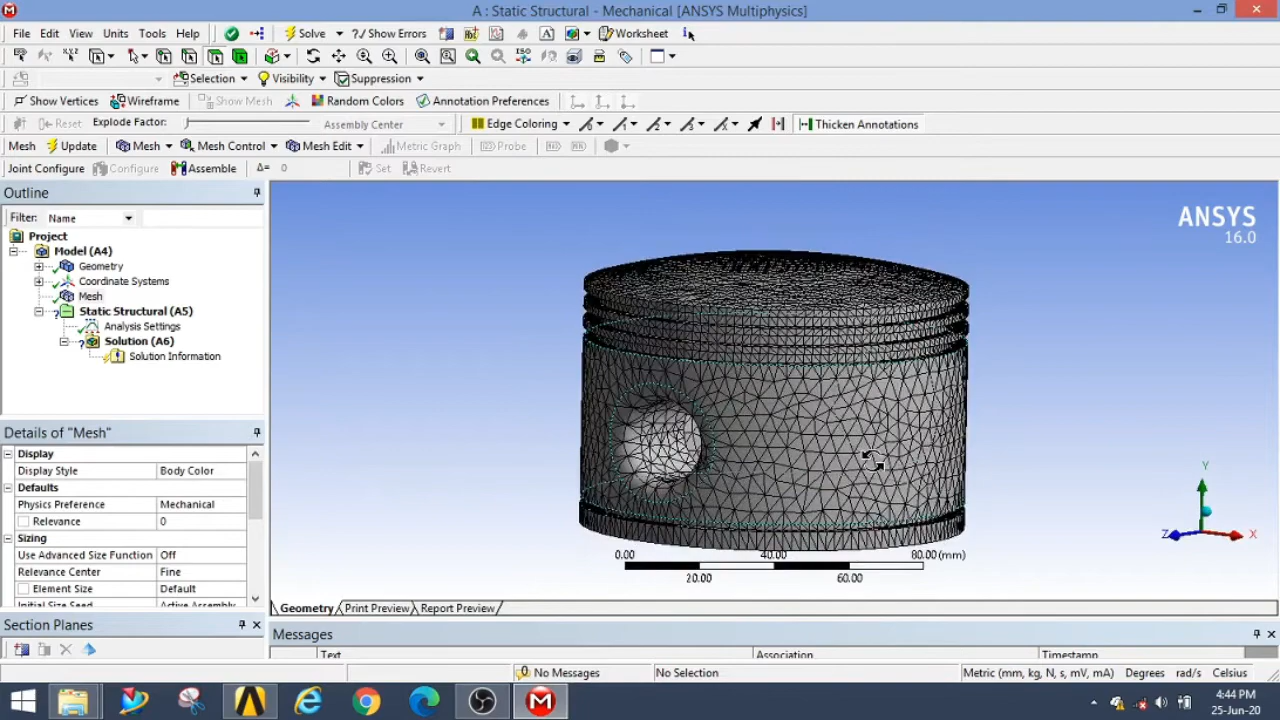 A : Static Structural - Mechanical [ANSYS Multiphysics]
File Edit View Units Tools Help Solve ?/ Show Errors Worksheet
Selection Visibility Suppression
Show Vertices Wireframe Show Mesh Random Colors Annotation Preferences
Reset Explode Factor: Assembly Center Edge Coloring Thicken Annotations
Mesh Update Mesh Mesh Control Mesh Edit Metric Graph Probe
Joint Configure Configure Assemble Δ= 0 Set Revert
Outline
Filter: Name
Project
Model (A4)
Geometry
Coordinate Systems
Mesh
Static Structural (A5)
Analysis Settings
Solution (A6)
Solution Information
Details of "Mesh"
Display
Display Style Body Color
Defaults
Physics Preference Mechanical
Relevance 0
Sizing
Use Advanced Size Function Off
Relevance Center Fine
Element Size Default
Initial Size Seed Active Assembly
Section Planes
ANSYS
16.0
Y
Z X
0.00 40.00 80.00 (mm)
20.00 60.00
Geometry Print Preview Report Preview
Messages
Text Association Timestamp
No Messages No Selection Metric (mm, kg, N, s, mV, mA) Degrees rad/s Celsius
4:44 PM
25-Jun-20